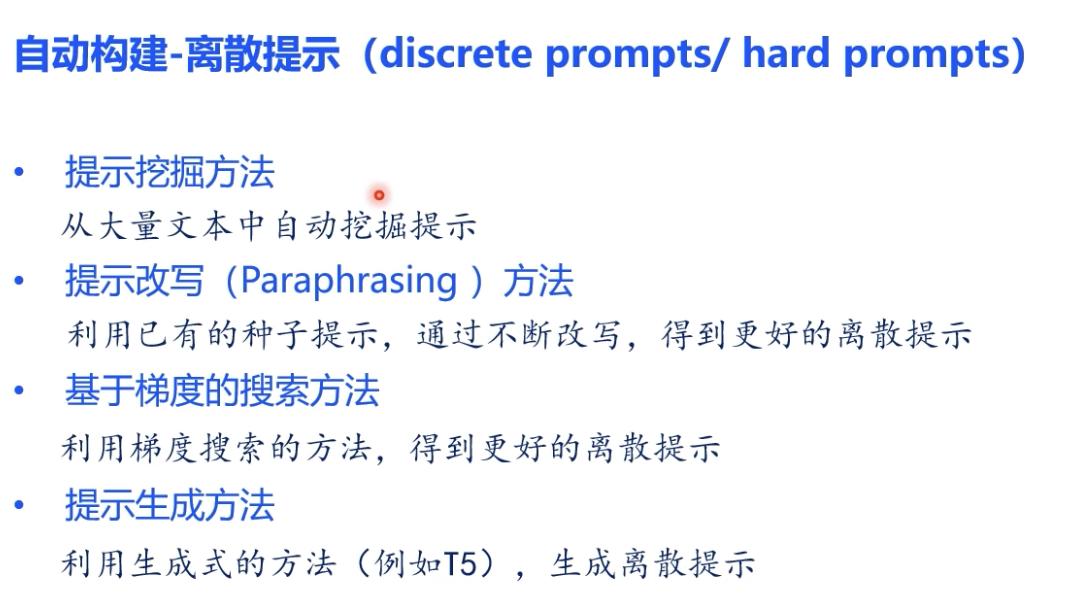 自动构建-离散提示（discrete prompts/ hard prompts）
• 提示挖掘方法
从大量文本中自动挖掘提示
• 提示改写（Paraphrasing ）方法
利用已有的种子提示，通过不断改写，得到更好的离散提示
• 基于梯度的搜索方法
利用梯度搜索的方法，得到更好的离散提示
• 提示生成方法
利用生成式的方法（例如T5），生成离散提示